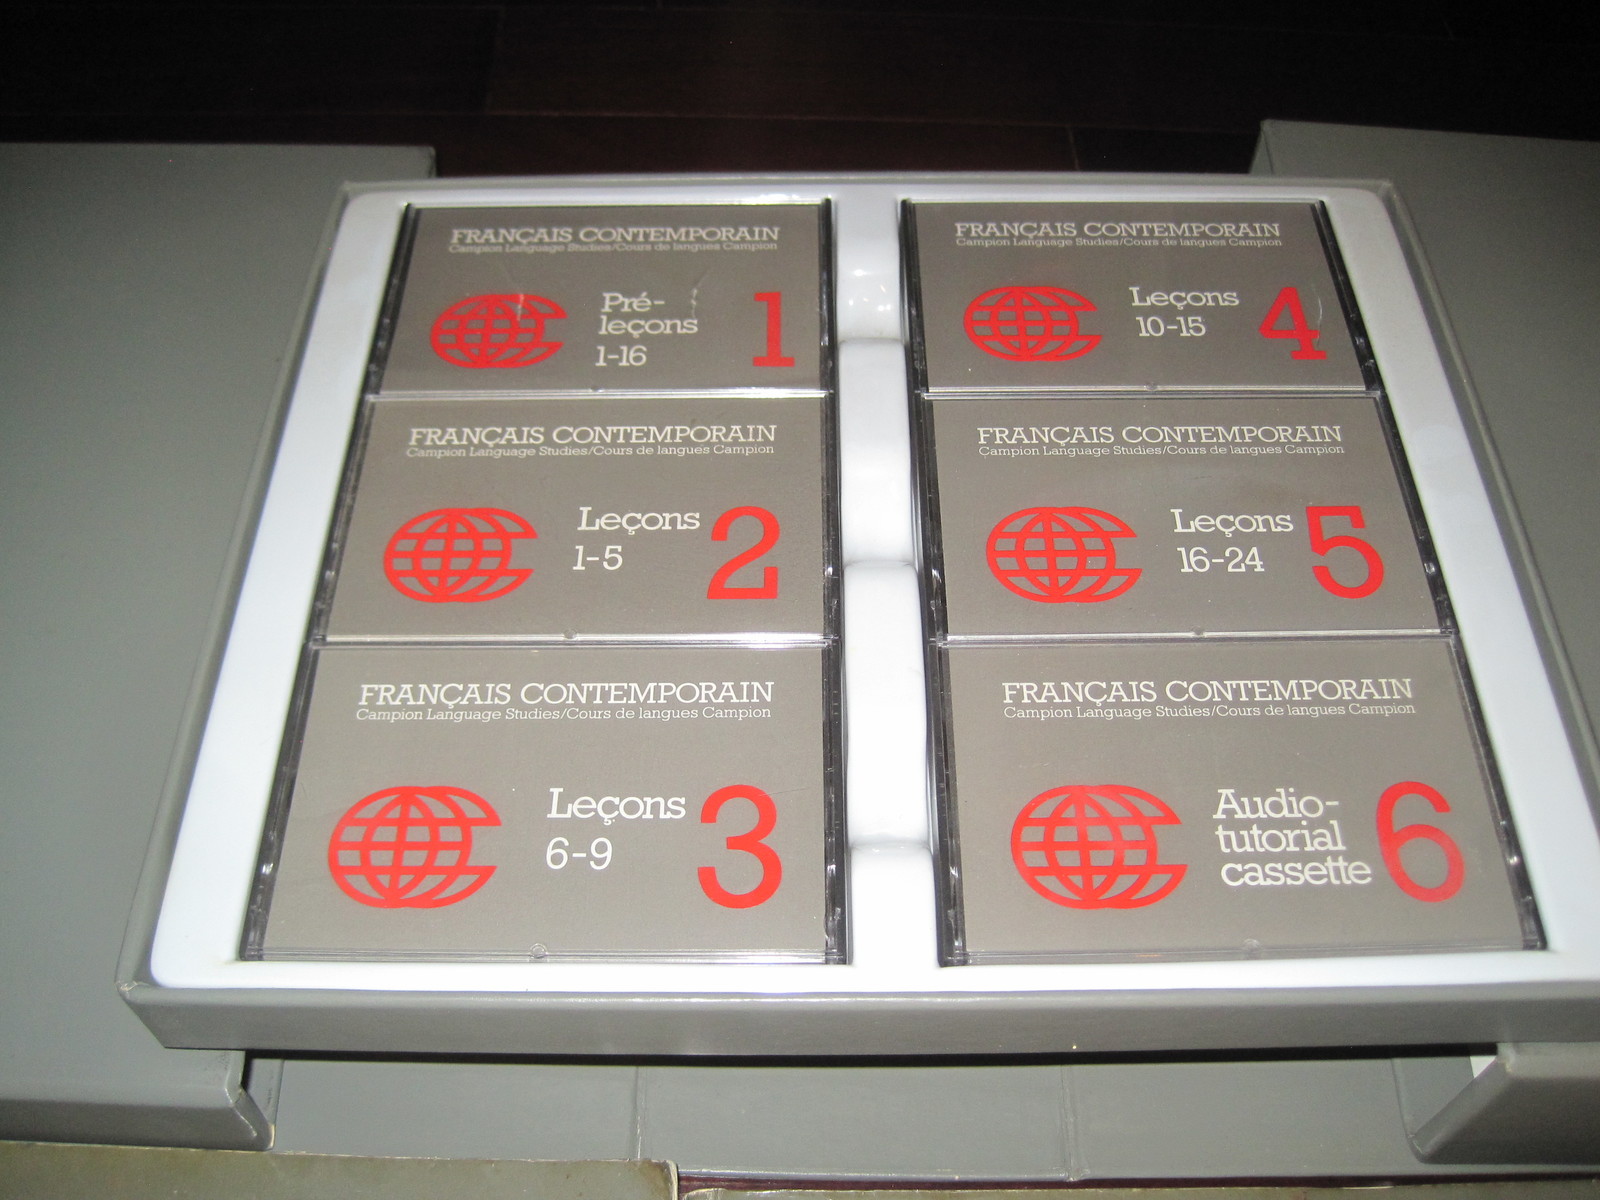 FRANÇAIS CONTEMPORAIN
Campion Language Studies/Cours de langues Campion
Pré-
leçons
1-16
1
FRANÇAIS CONTEMPORAIN
Campion Language Studies/Cours de langues Campion
Leçons
1-5
2
FRANÇAIS CONTEMPORAIN
Campion Language Studies/Cours de langues Campion
Leçons
6-9
3
FRANÇAIS CONTEMPORAIN
Campion Language Studies/Cours de langues Campion
Leçons
10-15
4
FRANÇAIS CONTEMPORAIN
Campion Language Studies/Cours de langues Campion
Leçons
16-24
5
FRANÇAIS CONTEMPORAIN
Campion Language Studies/Cours de langues Campion
Audio-
tutorial
cassette
6